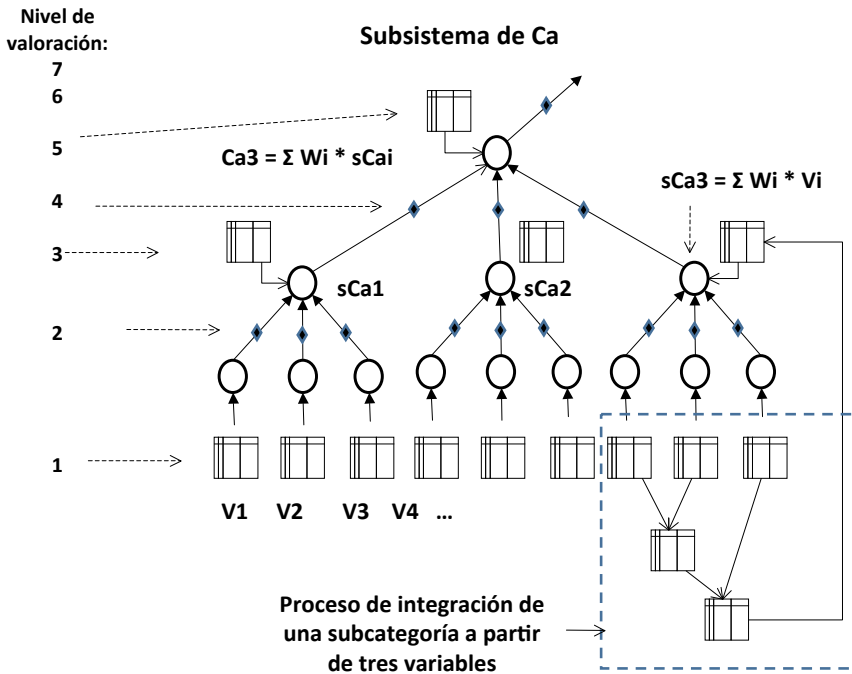 Nivel de
valoración:
Subsistema de Ca
7
6
5
Ca3 = Σ Wi * sCai
sCa3 = Σ Wi * Vi
4
3
sCa1
sCa2
2
1
V1 V2 V3 V4 ...
Proceso de integración de
una subcategoría a partir
de tres variables